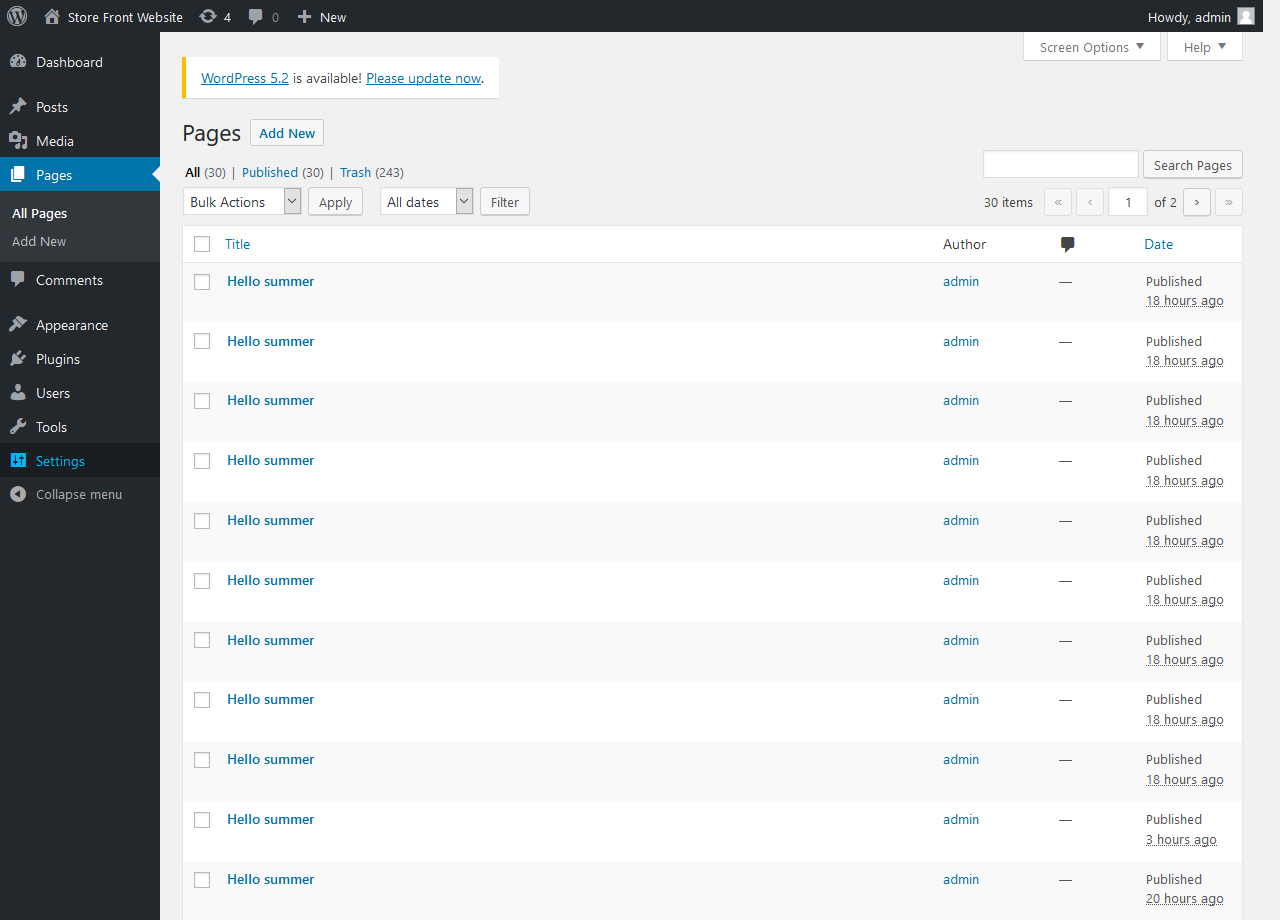 Store Front Website 4 0 New Howdy, admin
Screen Options Help
Dashboard
Posts
Media
Pages
All Pages
Add New
Comments
Appearance
Plugins
Users
Tools
Settings
Collapse menu
WordPress 5.2 is available! Please update now.
Pages Add New
All (30) | Published (30) | Trash (243)
Search Pages
Bulk Actions Apply All dates Filter 30 items « ‹ 1 of 2 › »
Title Author Date
Hello summer admin — Published
18 hours ago
Hello summer admin — Published
18 hours ago
Hello summer admin — Published
18 hours ago
Hello summer admin — Published
18 hours ago
Hello summer admin — Published
18 hours ago
Hello summer admin — Published
18 hours ago
Hello summer admin — Published
18 hours ago
Hello summer admin — Published
18 hours ago
Hello summer admin — Published
18 hours ago
Hello summer admin — Published
3 hours ago
Hello summer admin — Published
20 hours ago